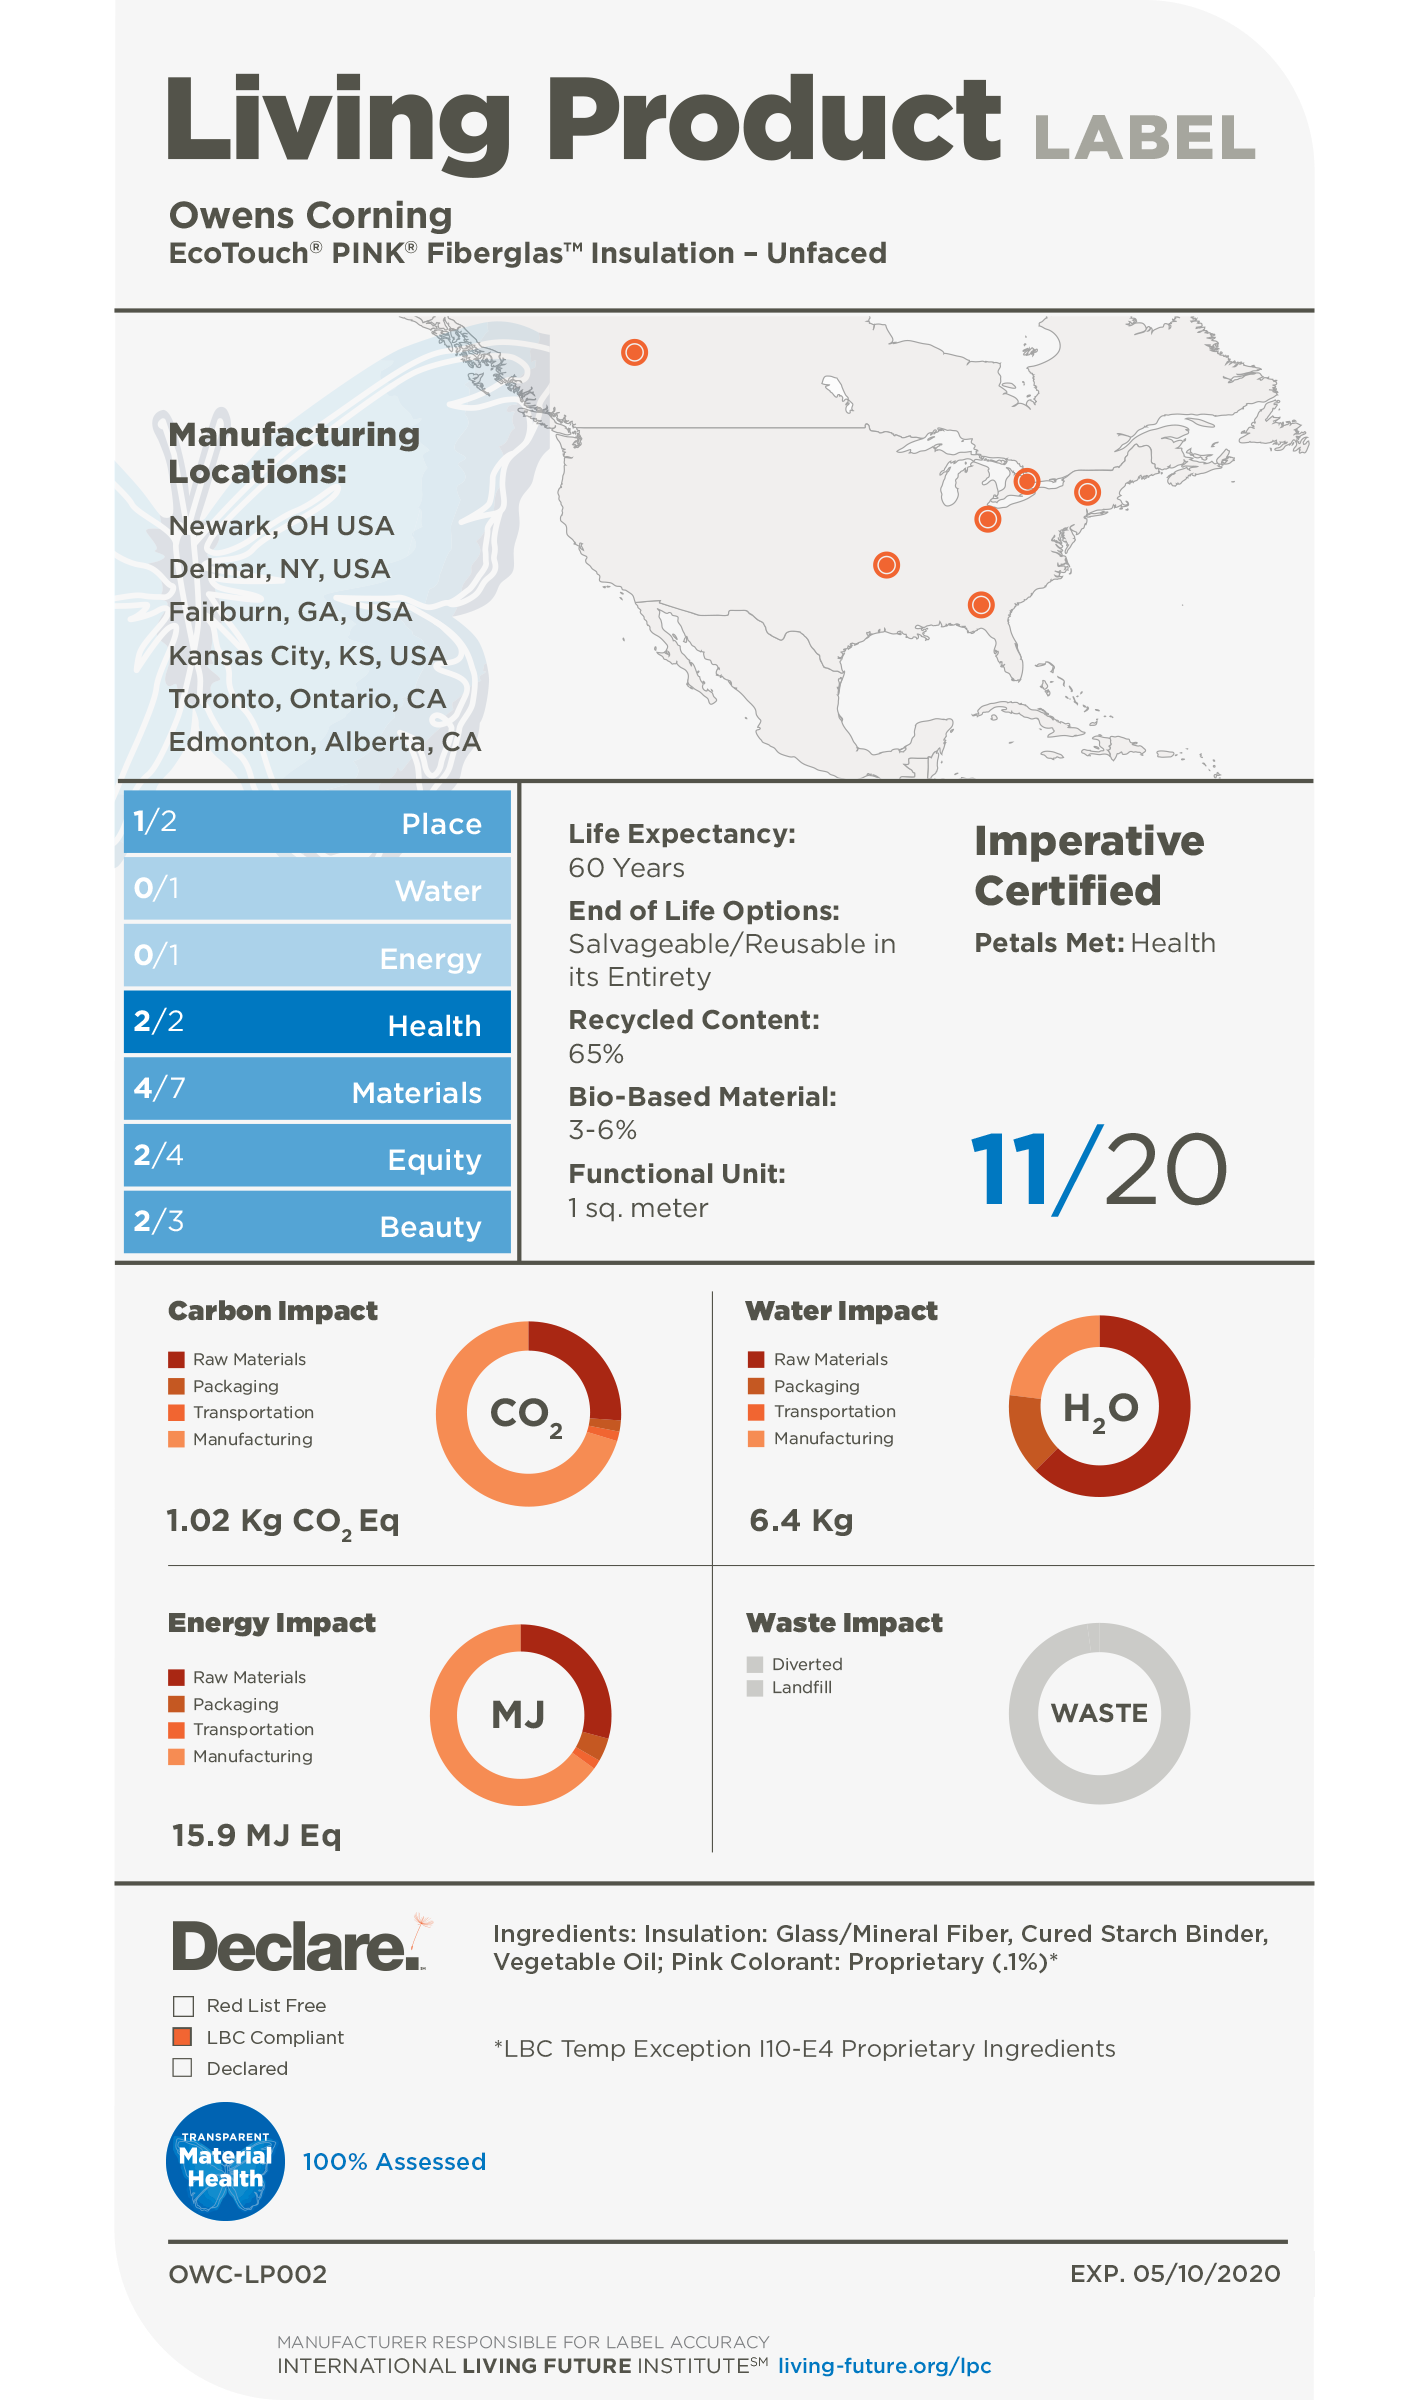 Living Product LABEL
Owens Corning
EcoTouch® PINK® Fiberglas™ Insulation – Unfaced
Manufacturing
Locations:
Newark, OH USA
Delmar, NY, USA
Fairburn, GA, USA
Kansas City, KS, USA
Toronto, Ontario, CA
Edmonton, Alberta, CA
1/2 Place
0/1 Water
0/1 Energy
2/2 Health
4/7 Materials
2/4 Equity
2/3 Beauty
Life Expectancy:
60 Years
End of Life Options:
Salvageable/Reusable in
its Entirety
Recycled Content:
65%
Bio-Based Material:
3-6%
Functional Unit:
1 sq. meter
Imperative
Certified
Petals Met: Health
11/20
Carbon Impact
Raw Materials
Packaging
Transportation
Manufacturing
CO₂
1.02 Kg CO₂ Eq
Water Impact
Raw Materials
Packaging
Transportation
Manufacturing
H₂O
6.4 Kg
Energy Impact
Raw Materials
Packaging
Transportation
Manufacturing
MJ
15.9 MJ Eq
Waste Impact
Diverted
Landfill
WASTE
Declare.
Red List Free
LBC Compliant
Declared
Ingredients: Insulation: Glass/Mineral Fiber, Cured Starch Binder,
Vegetable Oil; Pink Colorant: Proprietary (.1%)*
*LBC Temp Exception I10-E4 Proprietary Ingredients
TRANSPARENT
Material
Health
100% Assessed
OWC-LP002
EXP. 05/10/2020
MANUFACTURER RESPONSIBLE FOR LABEL ACCURACY
INTERNATIONAL LIVING FUTURE INSTITUTE℠ living-future.org/lpc